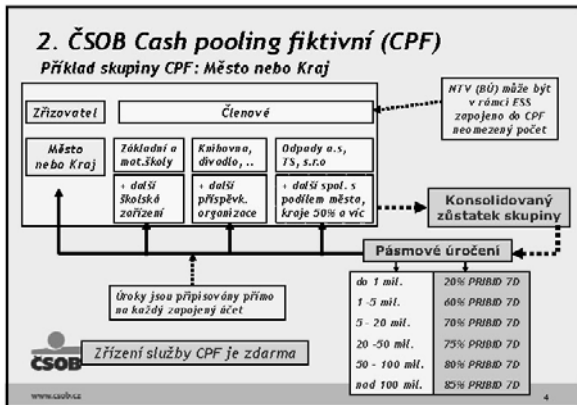 2. ČSOB Cash pooling fiktivní (CPF)
Příklad skupiny CPF: Město nebo Kraj
NTV (BÚ) může být
v rámci ESS
zapojeno do CPF
neomezený počet
Zřizovatel
Členové
Město
nebo Kraj
Základní a
mat.školy
Knihovna,
divadlo, ..
Odpady a.s,
TS, s.r.o
+ další
školská
zařízení
+ další
příspěvk.
organizace
+ další spol. s
podílem města,
kraje 50% a víc
Konsolidovaný
zůstatek skupiny
Pásmové úročení
Úroky jsou připisovány přímo
na každý zapojený účet
do 1 mil. 20% PRIBID 7D
1 -5 mil. 60% PRIBID 7D
5 - 20 mil. 70% PRIBID 7D
20 -50 mil. 75% PRIBID 7D
50 - 100 mil. 80% PRIBID 7D
nad 100 mil. 85% PRIBID 7D
ČSOB
Zřízení služby CPF je zdarma
www.csob.cz
4